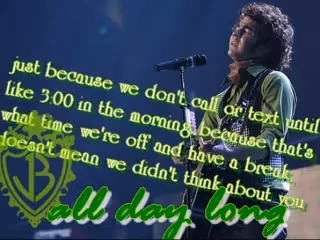 just because we don't call or text until
like 3:00 in the morning, because that's
what time we're off and have a break,
doesn't mean we didn't think about you
all day long
JB